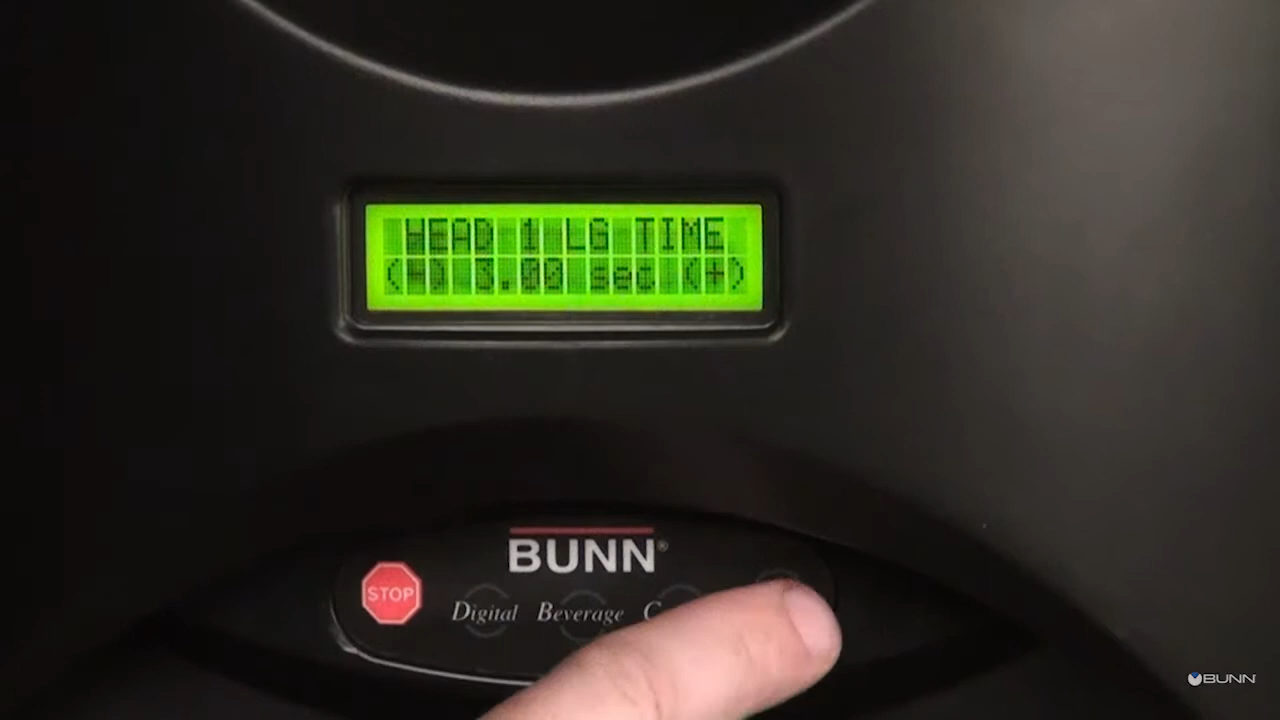 HEAD 1 LG TIME
(-) 3.00 sec (+)
BUNN®
STOP
Digital Beverage
BUNN